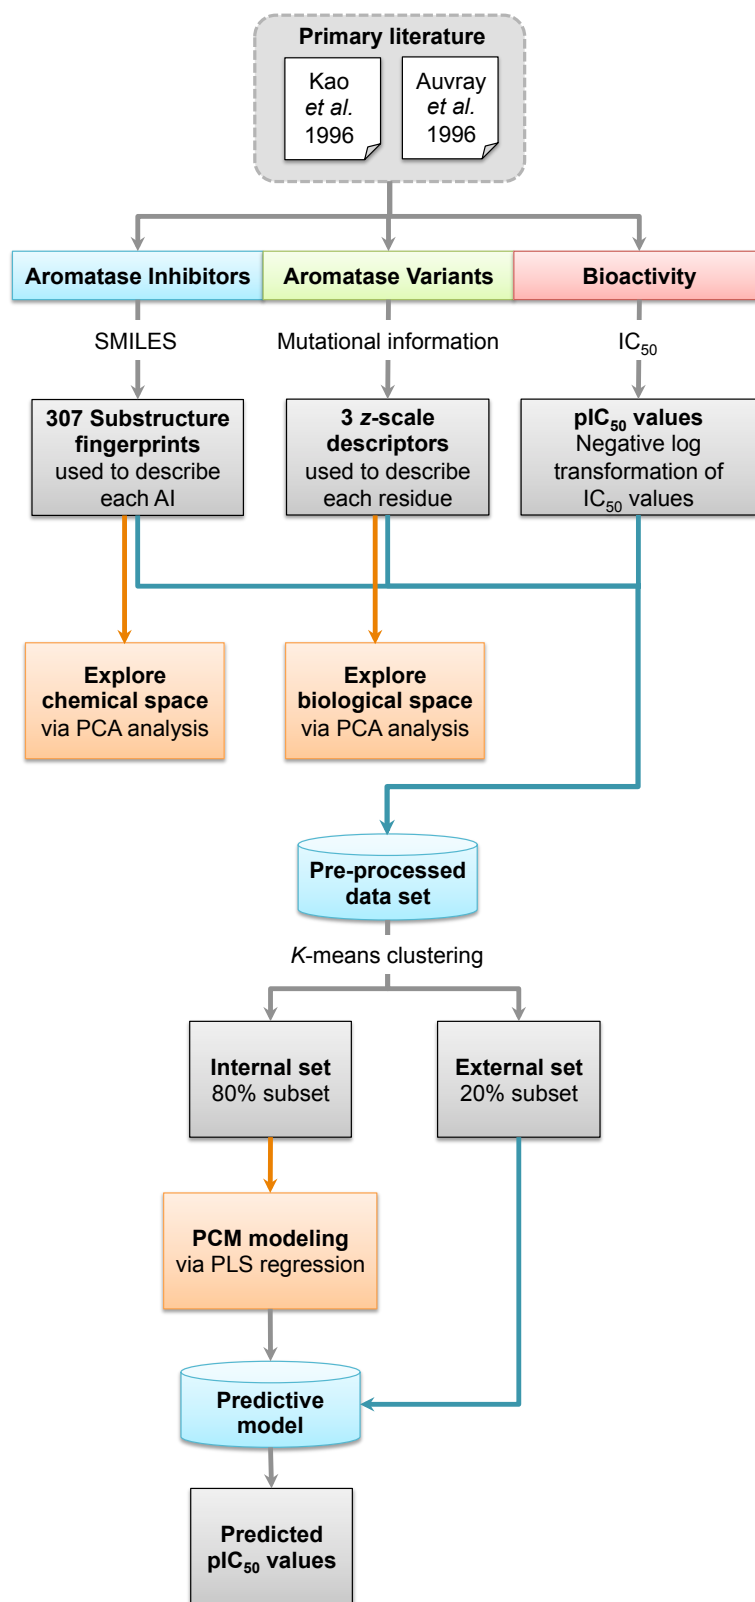 Primary literature
Kao
et al.
1996
Auvray
et al.
1996
Aromatase Inhibitors
Aromatase Variants
Bioactivity
SMILES
Mutational information
IC₅₀
307 Substructure
fingerprints
used to describe
each AI
3 z-scale
descriptors
used to describe
each residue
pIC₅₀ values
Negative log
transformation of
IC₅₀ values
Explore
chemical space
via PCA analysis
Explore
biological space
via PCA analysis
Pre-processed
data set
K-means clustering
Internal set
80% subset
External set
20% subset
PCM modeling
via PLS regression
Predictive
model
Predicted
pIC₅₀ values